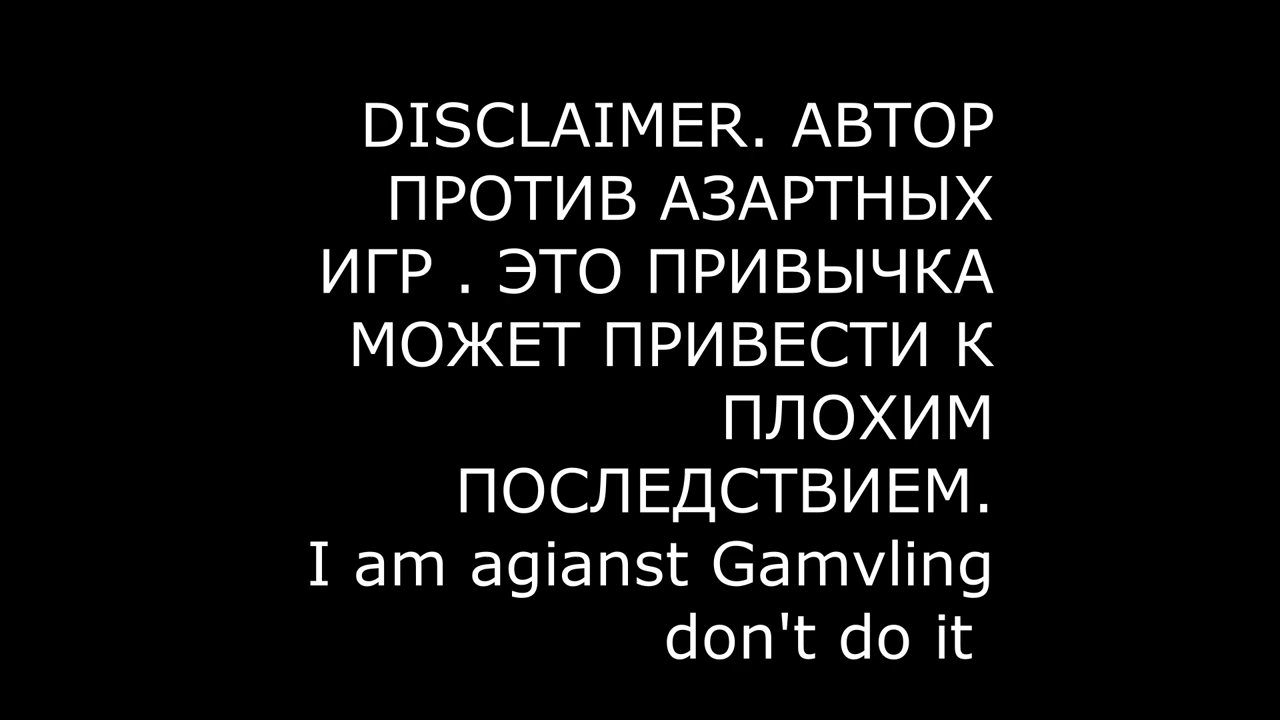 DISCLAIMER. АВТОР
ПРОТИВ АЗАРТНЫХ
ИГР . ЭТО ПРИВЫЧКА
МОЖЕТ ПРИВЕСТИ К
ПЛОХИМ
ПОСЛЕДСТВИЕМ.
I am agianst Gamvling
don't do it